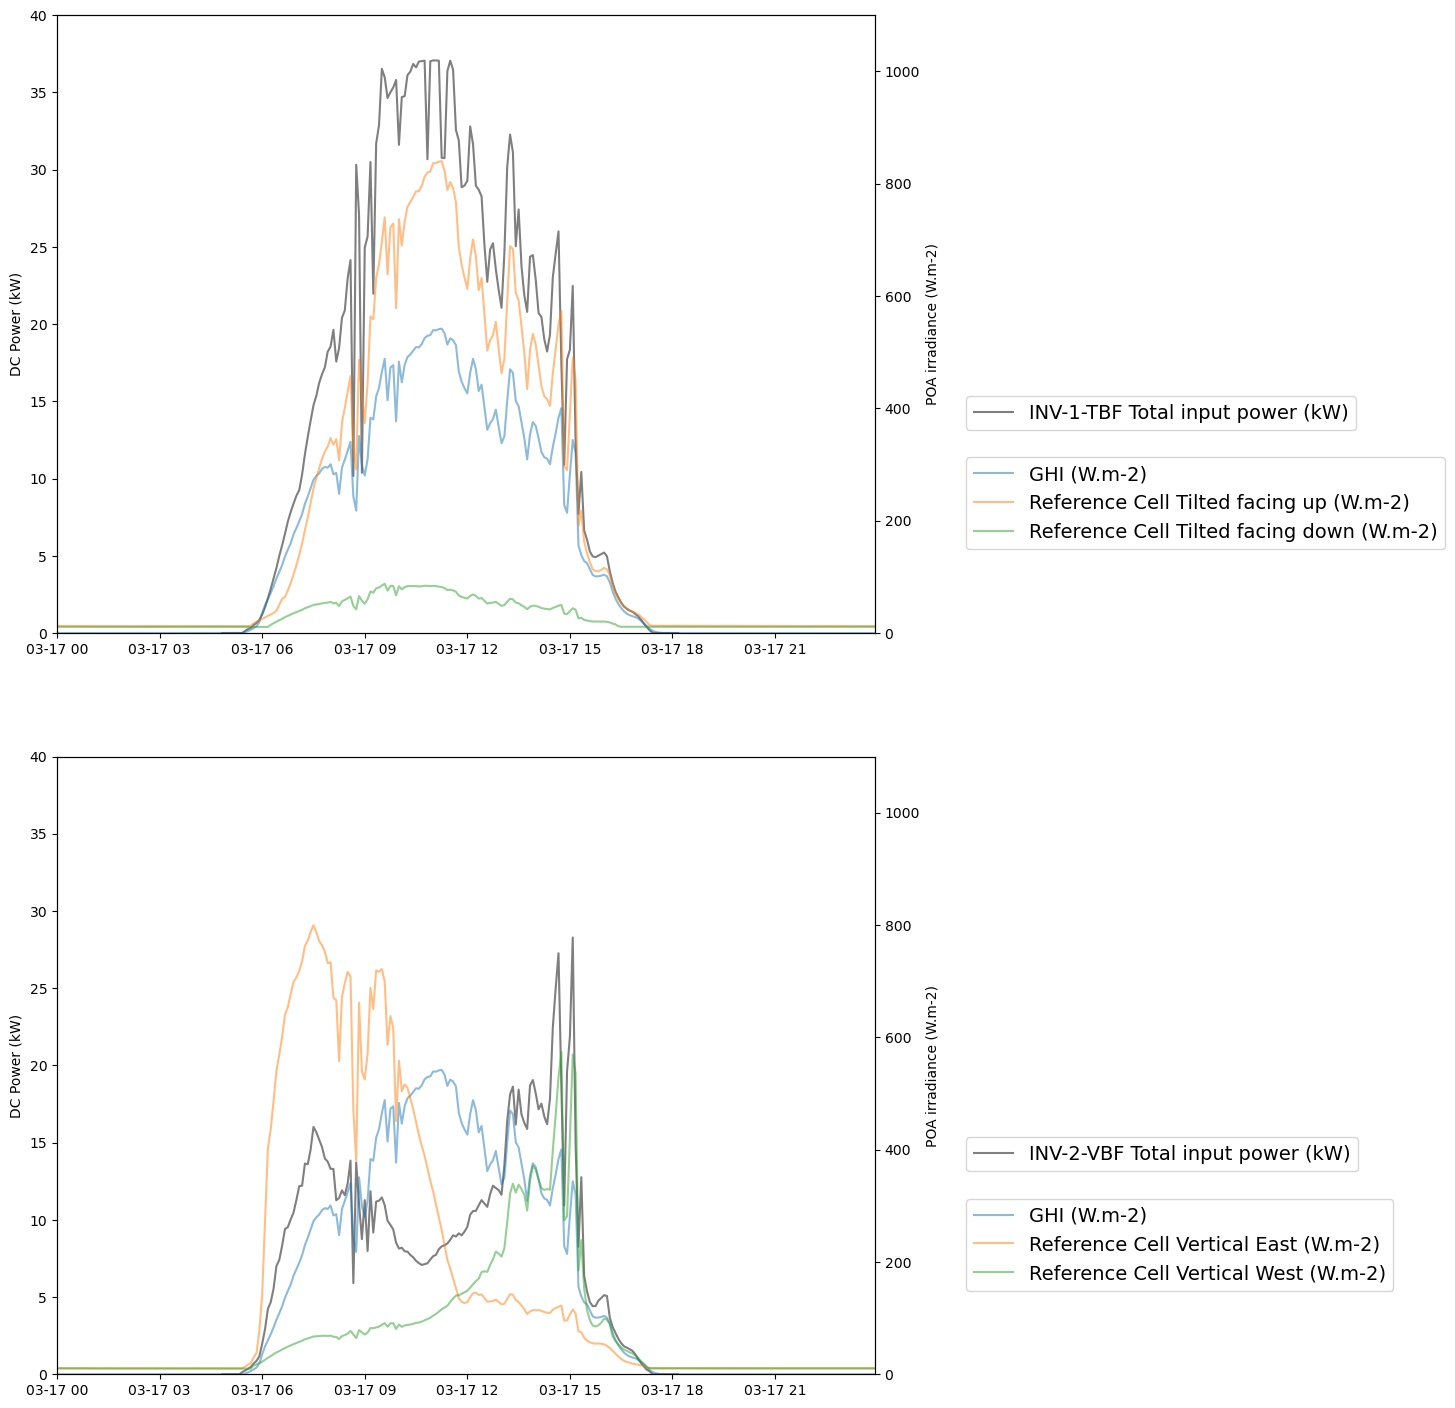 40
35
30
25
20
15
10
5
0
DC Power (kW)
1000
800
600
400
200
0
POA irradiance (W.m-2)
03-17 00 03-17 03 03-17 06 03-17 09 03-17 12 03-17 15 03-17 18 03-17 21
INV-1-TBF Total input power (kW)
GHI (W.m-2)
Reference Cell Tilted facing up (W.m-2)
Reference Cell Tilted facing down (W.m-2)
40
35
30
25
20
15
10
5
0
DC Power (kW)
1000
800
600
400
200
0
POA irradiance (W.m-2)
03-17 00 03-17 03 03-17 06 03-17 09 03-17 12 03-17 15 03-17 18 03-17 21
INV-2-VBF Total input power (kW)
GHI (W.m-2)
Reference Cell Vertical East (W.m-2)
Reference Cell Vertical West (W.m-2)